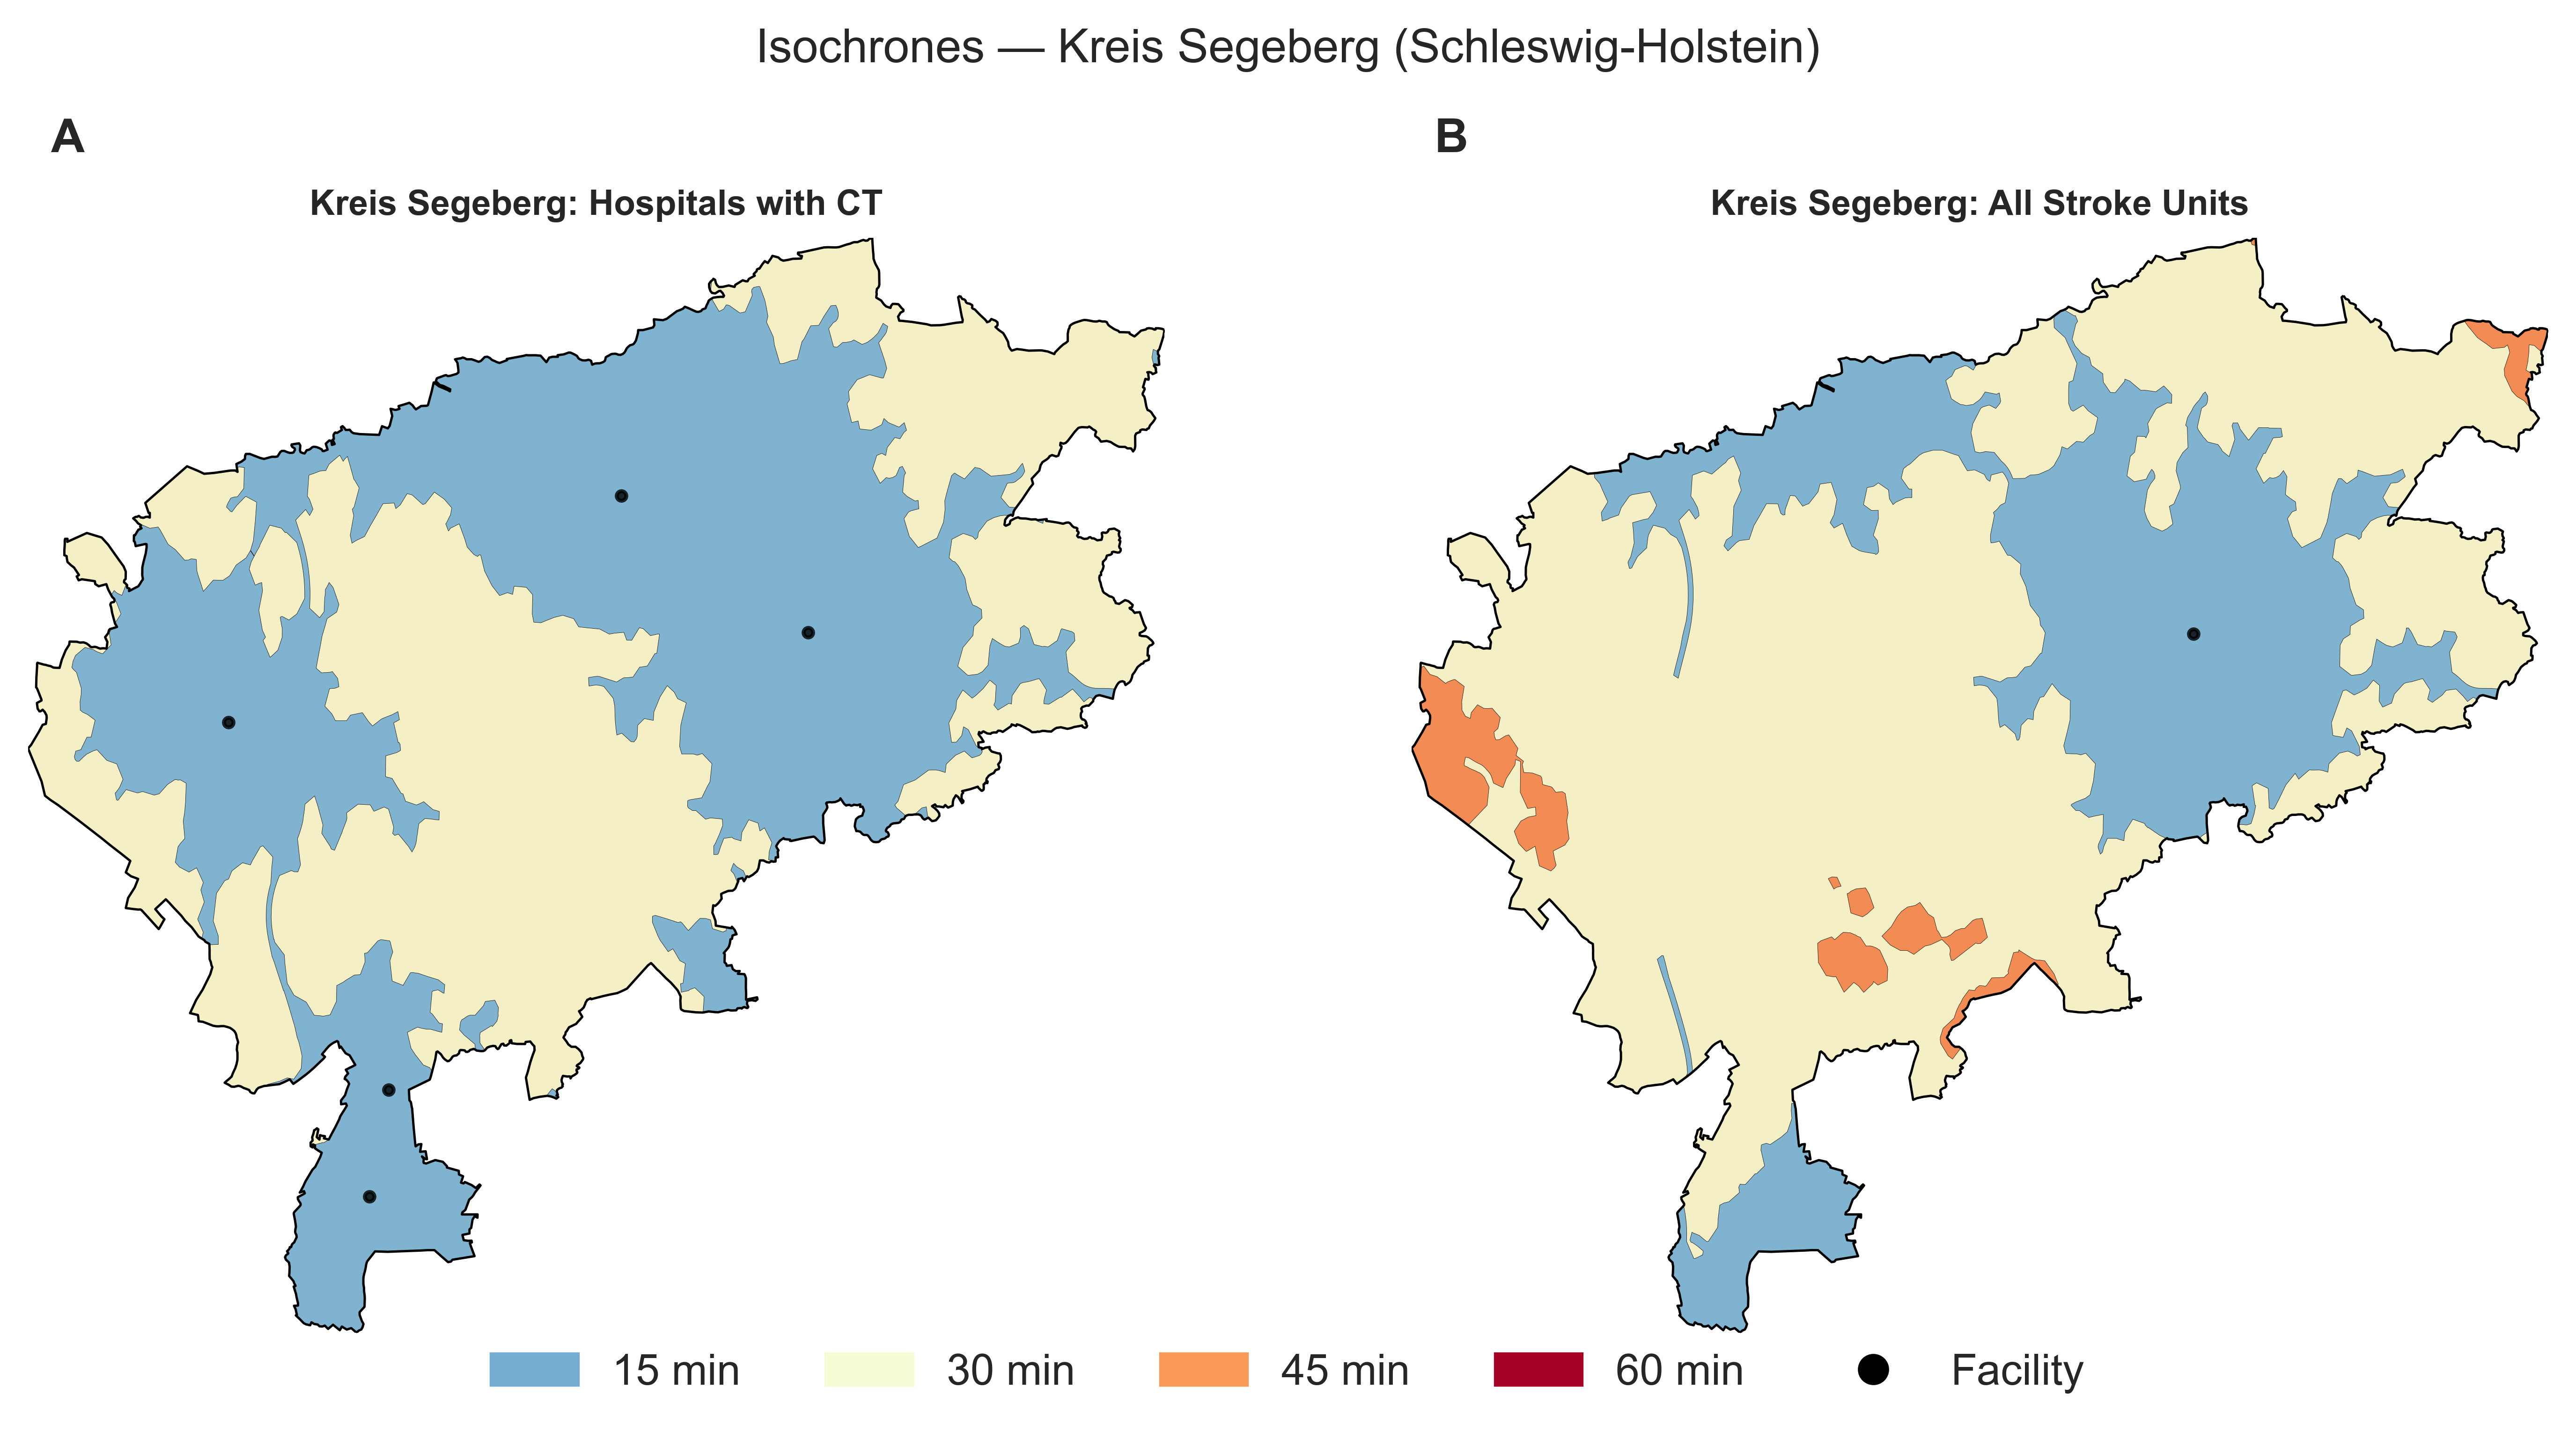 Isochrones — Kreis Segeberg (Schleswig-Holstein)
A
B
Kreis Segeberg: Hospitals with CT
Kreis Segeberg: All Stroke Units
15 min
30 min
45 min
60 min
Facility